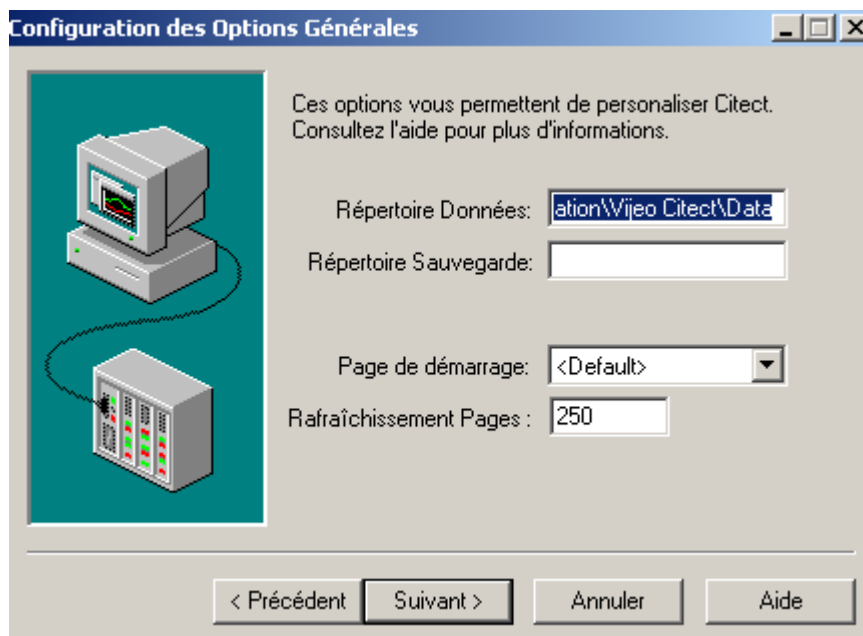 Configuration des Options Générales
Ces options vous permettent de personaliser Citect.
Consultez l'aide pour plus d'informations.
Répertoire Données: ation\Vijeo Citect\Data
Répertoire Sauvegarde:
Page de démarrage: <Default>
Rafraîchissement Pages : 250
< Précédent Suivant > Annuler Aide